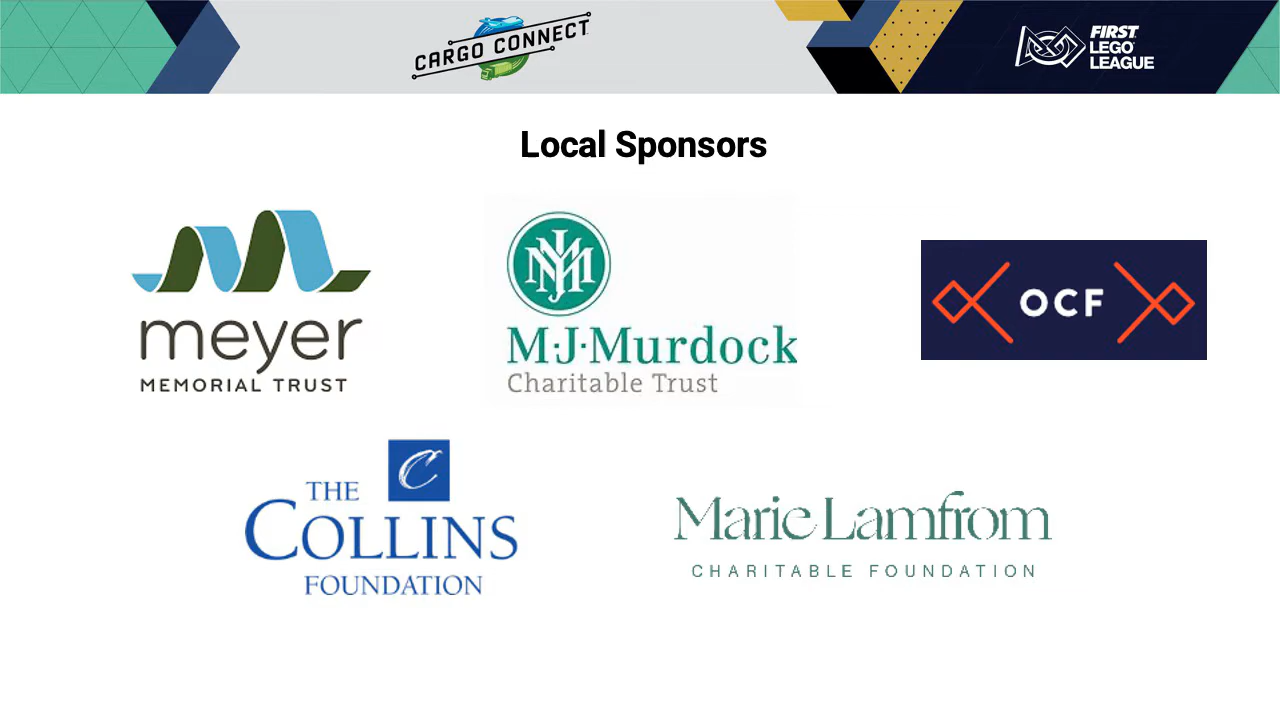 CARGO CONNECT
FIRST
LEGO
LEAGUE
Local Sponsors
meyer
MEMORIAL TRUST
M·J·Murdock
Charitable Trust
OCF
THE
COLLINS
FOUNDATION
Marie Lamfrom
CHARITABLE FOUNDATION